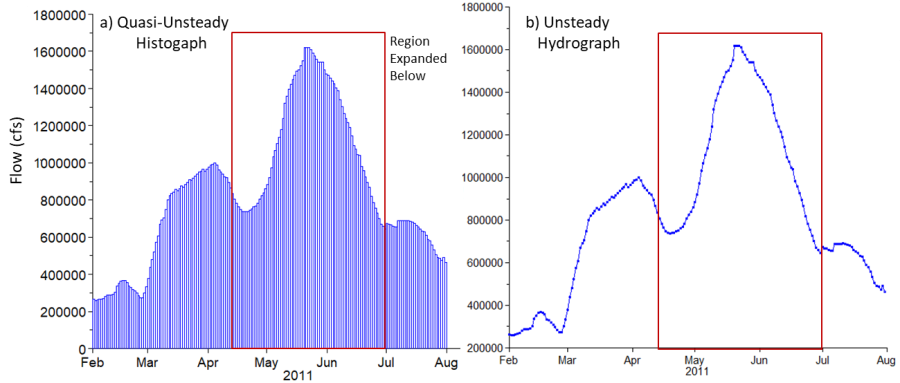 a) Quasi-Unsteady
Histogaph
Region
Expanded
Below
Flow (cfs)
1800000
1600000
1400000
1200000
1000000
800000
600000
400000
200000
0
Feb Mar Apr May Jun Jul Aug
2011
b) Unsteady
Hydrograph
1800000
1600000
1400000
1200000
1000000
800000
600000
400000
200000
Feb Mar Apr May Jun Jul Aug
2011